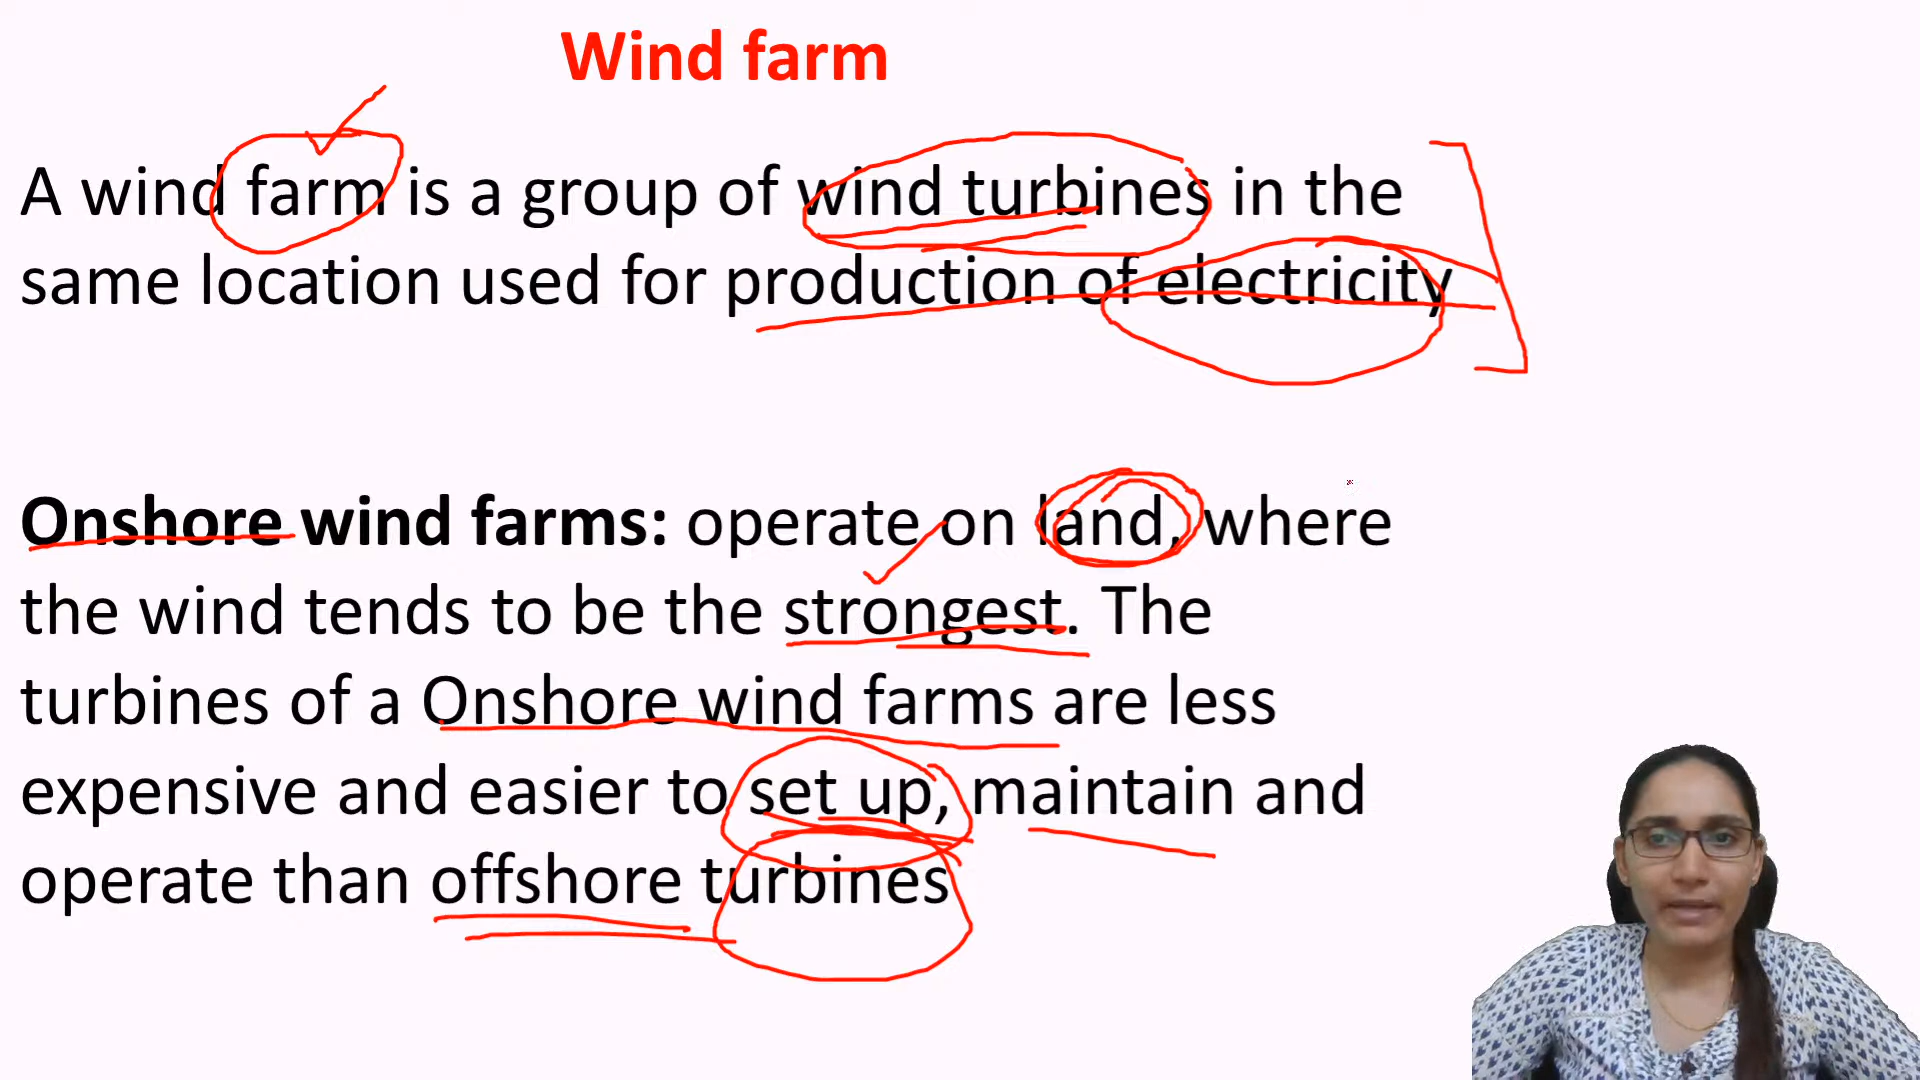 Wind farm
A wind farm is a group of wind turbines in the
same location used for production of electricity
Onshore wind farms: operate on land, where
the wind tends to be the strongest. The
turbines of a Onshore wind farms are less
expensive and easier to set up, maintain and
operate than offshore turbines